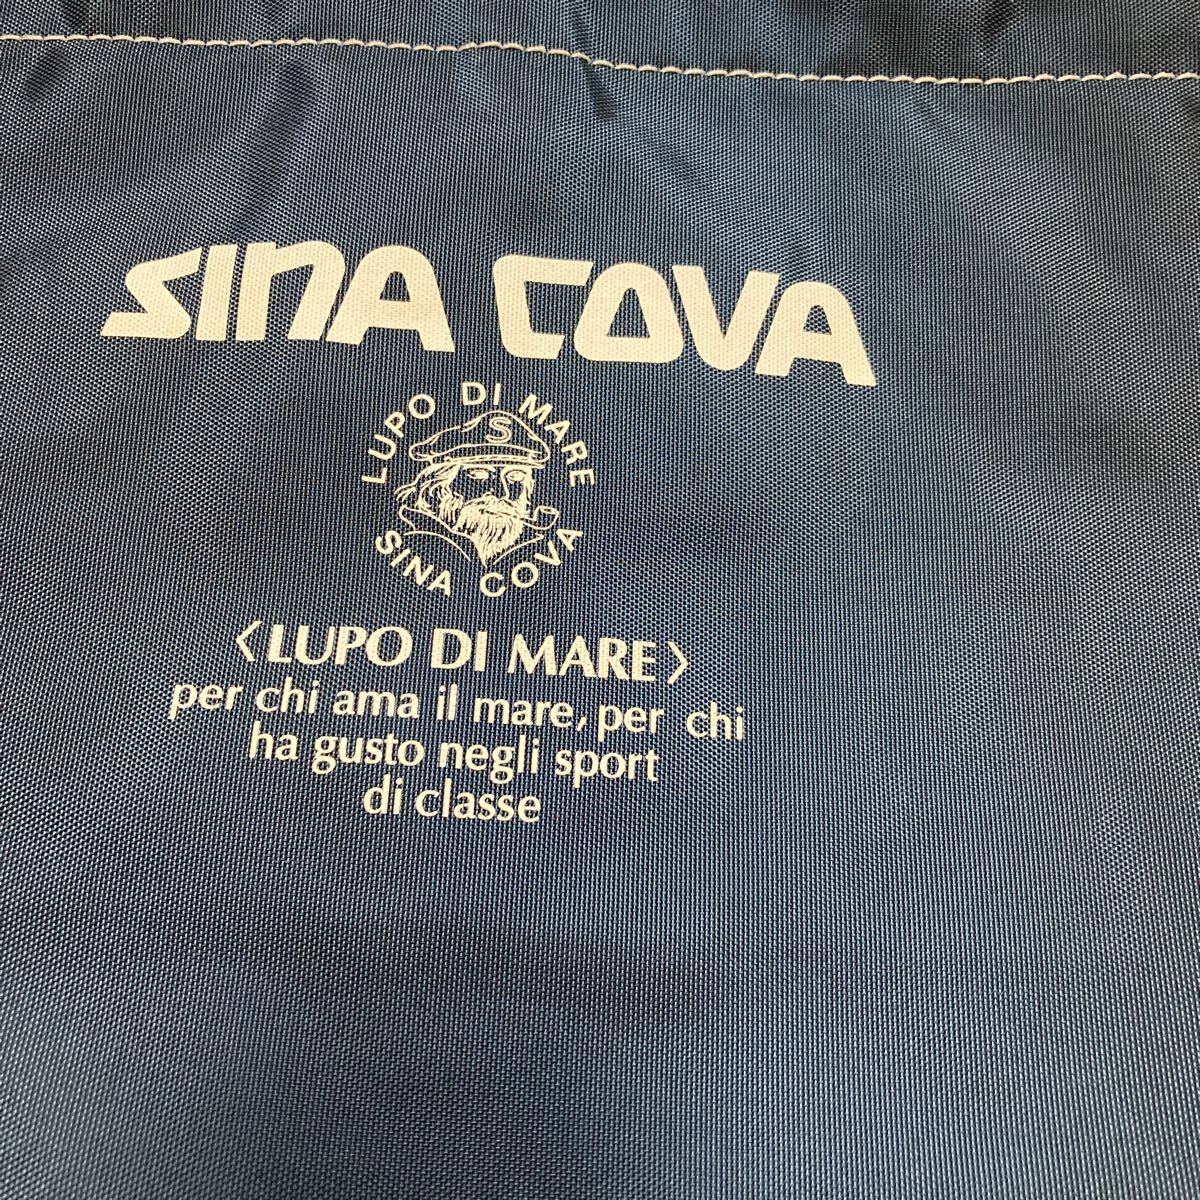 SINA COVA
LUPO DI MARE
S
SINA COVA
〈LUPO DI MARE〉
per chi ama il mare, per chi
ha gusto negli sport
di classe